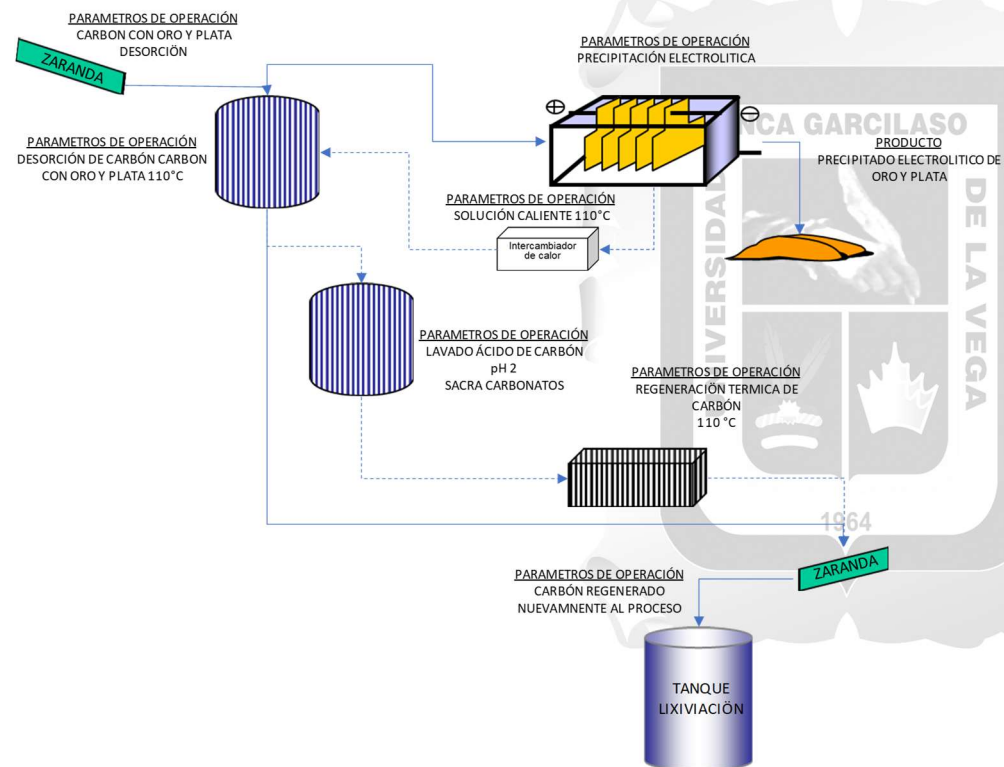 PARAMETROS DE OPERACIÓN
CARBON CON ORO Y PLATA
DESORCIÖN
ZARANDA
PARAMETROS DE OPERACIÓN
PRECIPITACIÓN ELECTROLITICA
PARAMETROS DE OPERACIÓN
DESORCIÓN DE CARBÓN CARBON
CON ORO Y PLATA 110°C
NCA GARCILASO
PRODUCTO
PRECIPITADO ELECTROLITICO DE
ORO Y PLATA
PARAMETROS DE OPERACIÓN
SOLUCIÓN CALIENTE 110°C
Intercambiador
de calor
UNIVERSIDAD
DE LA VEGA
PARAMETROS DE OPERACIÓN
LAVADO ÁCIDO DE CARBÓN
pH 2
SACRA CARBONATOS
PARAMETROS DE OPERACIÓN
REGENERACIÖN TERMICA DE
CARBÓN
110 °C
1964
ZARANDA
PARAMETROS DE OPERACIÓN
CARBÓN REGENERADO
NUEVAMNENTE AL PROCESO
TANQUE
LIXIVIACIÖN